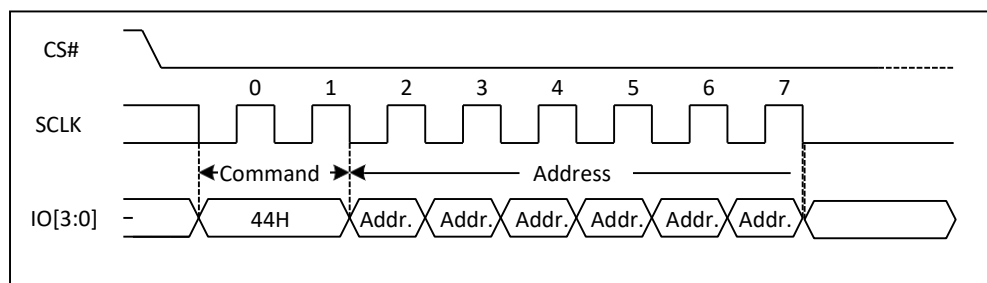 CS#
0 1 2 3 4 5 6 7
SCLK
Command Address
IO[3:0] 44H Addr. Addr. Addr. Addr. Addr. Addr.